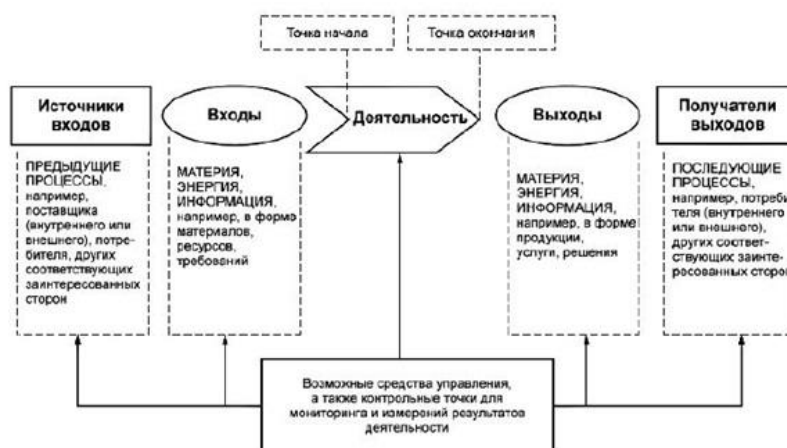 Точка начала
Точка окончания
Источники
входов
Входы
Деятельность
Выходы
Получатели
выходов
ПРЕДЫДУЩИЕ
ПРОЦЕССЫ,
например,
поставщика
(внутреннего или
внешнего), потре-
бителя, других
соответствующих
заинтересованных
сторон
МАТЕРИЯ,
ЭНЕРГИЯ,
ИНФОРМАЦИЯ,
например, в форме
материалов,
ресурсов,
требований
МАТЕРИЯ,
ЭНЕРГИЯ,
ИНФОРМАЦИЯ,
например, в форме
продукции,
услуги, решения
ПОСЛЕДУЮЩИЕ
ПРОЦЕССЫ,
например, потреби
теля (внутреннего
или внешнего),
других соответ-
ствующих заинте-
ресованных сторон
Возможные средства управления,
а также контрольные точки для
мониторинга и измерений результатов
деятельности